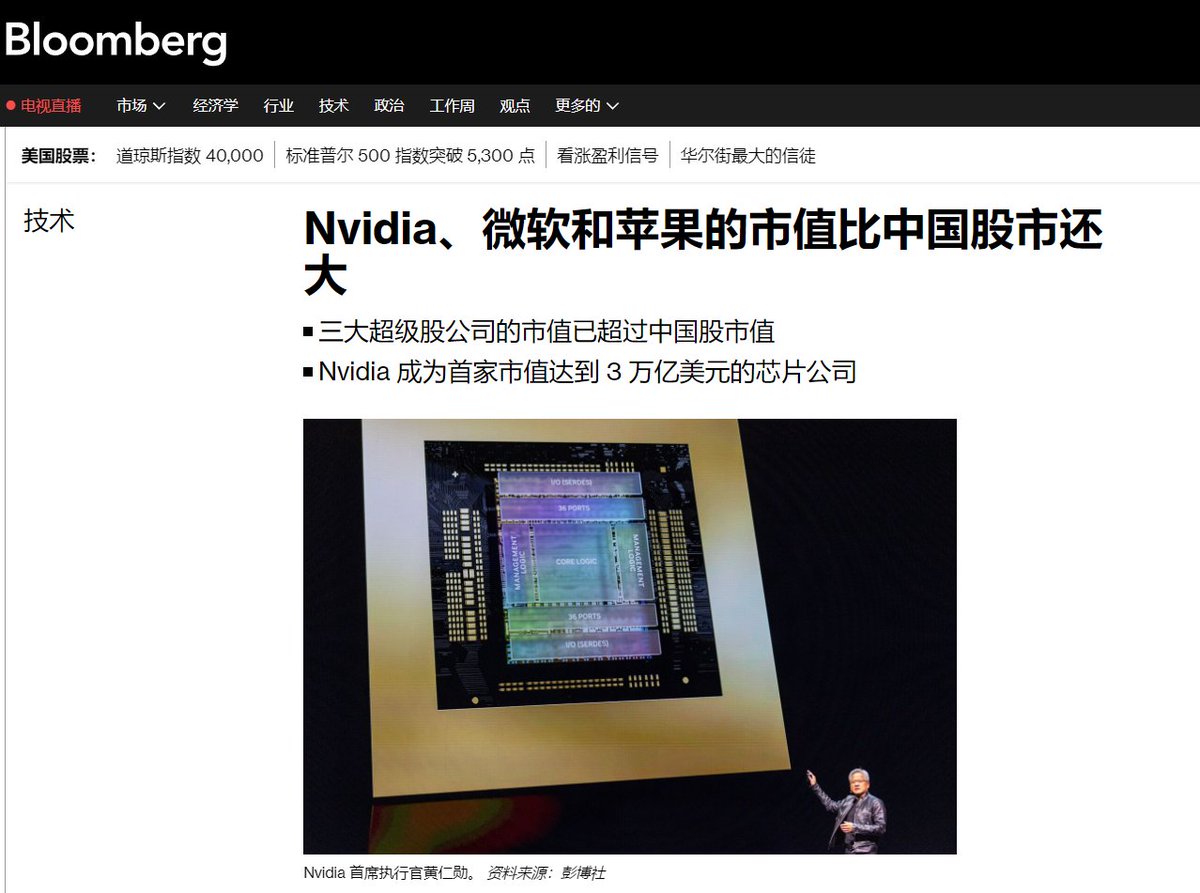 Bloomberg
电视直播 市场 经济学 行业 技术 政治 工作周 观点 更多的
美国股票： 道琼斯指数 40,000 标准普尔 500 指数突破 5,300 点 看涨盈利信号 华尔街最大的信徒
技术
Nvidia、微软和苹果的市值比中国股市还
大
三大超级股公司的市值已超过中国股市值
Nvidia 成为首家市值达到 3 万亿美元的芯片公司
I/O (SERDES)
36 PORTS
MANAGEMENT
LOGIC
CORE LOGIC
MANAGEMENT
LOGIC
36 PORTS
I/O (SERDES)
Nvidia 首席执行官黄仁勋。 资料来源：彭博社